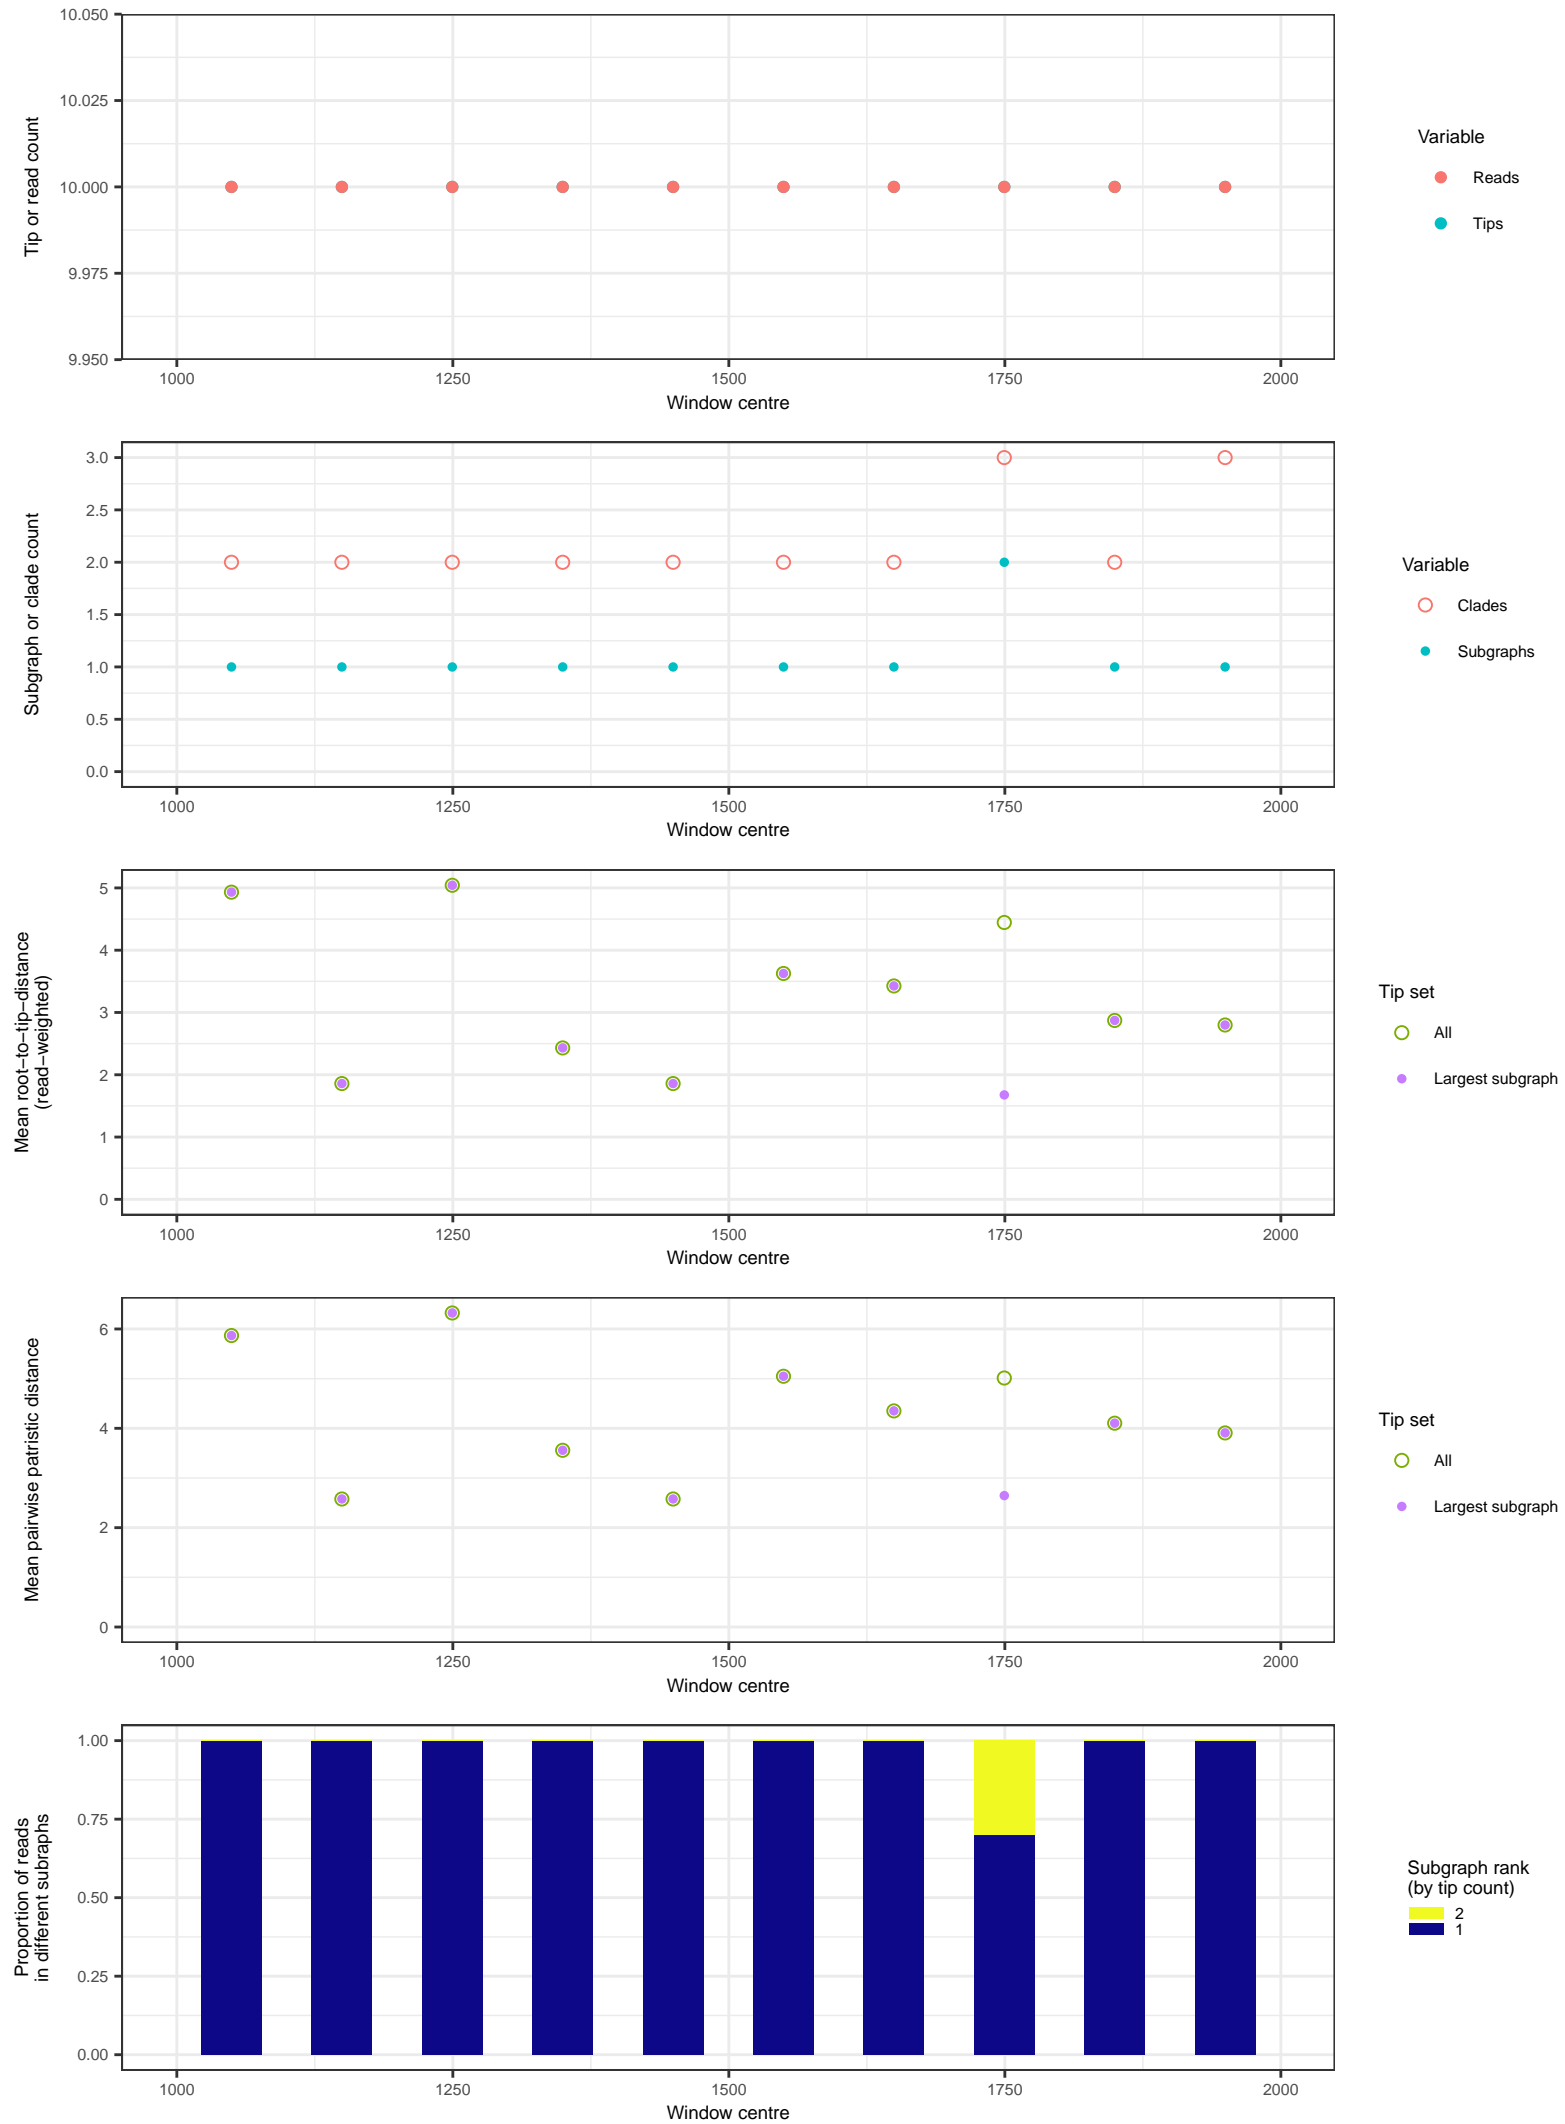 10.050
10.025
10.000
9.975
9.950
Tip or read count
1000 1250 1500 1750 2000
Window centre
Variable
Reads
Tips
3.0
2.5
2.0
1.5
1.0
0.5
0.0
Subgraph or clade count
1000 1250 1500 1750 2000
Window centre
Variable
Clades
Subgraphs
5
4
3
2
1
0
Mean root−to−tip−distance
(read−weighted)
1000 1250 1500 1750 2000
Window centre
Tip set
All
Largest subgraph
6
4
2
0
Mean pairwise patristic distance
1000 1250 1500 1750 2000
Window centre
Tip set
All
Largest subgraph
1.00
0.75
0.50
0.25
0.00
Proportion of reads
in different subraphs
1000 1250 1500 1750 2000
Window centre
Subgraph rank
(by tip count)
2
1